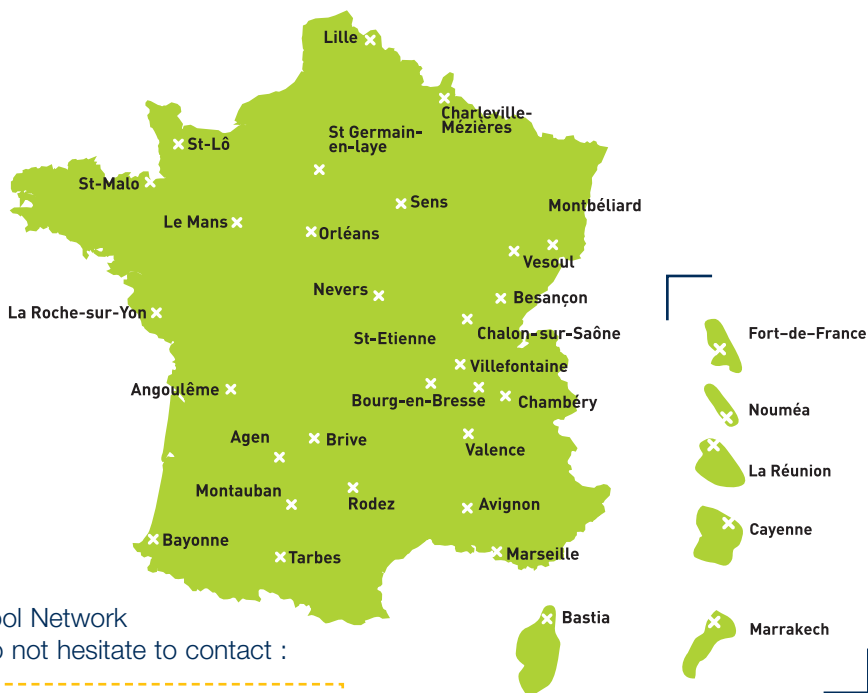 Lille
Charleville-
Mézières
St Germain-
en-laye
St-Lô
St-Malo
Sens
Montbéliard
Le Mans
Orléans
Vesoul
Nevers
Besançon
La Roche-sur-Yon
St-Etienne
Chalon-sur-Saône
Fort–de–France
Villefontaine
Angoulême
Bourg-en-Bresse
Chambéry
Nouméa
Agen
Brive
Valence
La Réunion
Montauban
Rodez
Avignon
Cayenne
Bayonne
Tarbes
Marseille
Bastia
Marrakech
Network
not hesitate to contact :